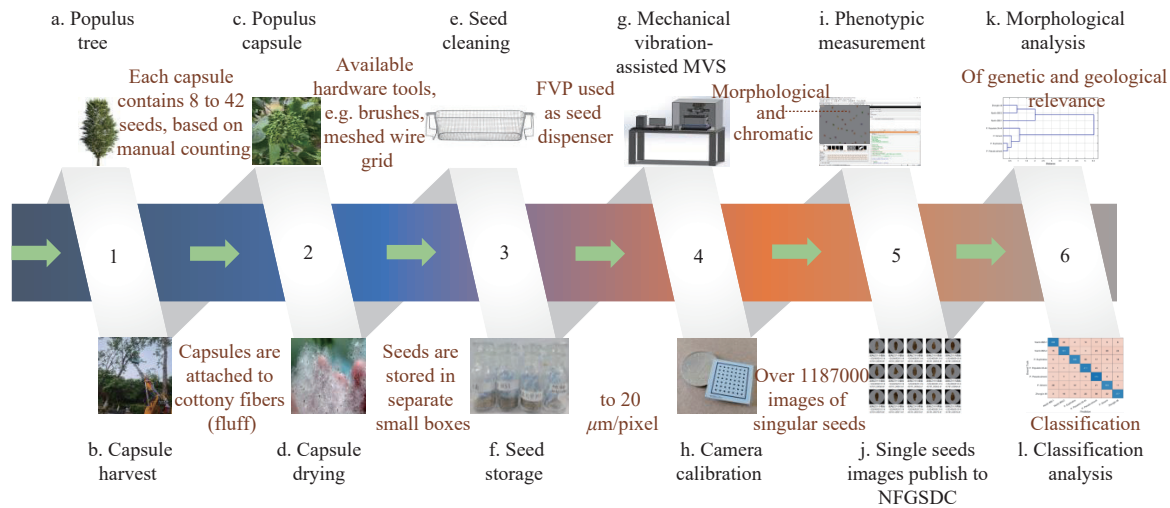 a. Populus
tree
c. Populus
capsule
e. Seed
cleaning
g. Mechanical
vibration-
assisted MVS
i. Phenotypic
measurement
k. Morphological
analysis
Each capsule
contains 8 to 42
seeds, based on
manual counting
Available
hardware tools,
e.g. brushes,
meshed wire
grid
FVP used
as seed
dispenser
Morphological
and
chromatic
Of genetic and geological
relevance
1
2
3
4
5
6
Capsules are
attached to
cottony fibers
(fluff)
Seeds are
stored in
separate
small boxes
to 20
μm/pixel
Over 1187000
images of
singular seeds
Classification
b. Capsule
harvest
d. Capsule
drying
f. Seed
storage
h. Camera
calibration
j. Single seeds
images publish to
NFGSDC
l. Classification
analysis